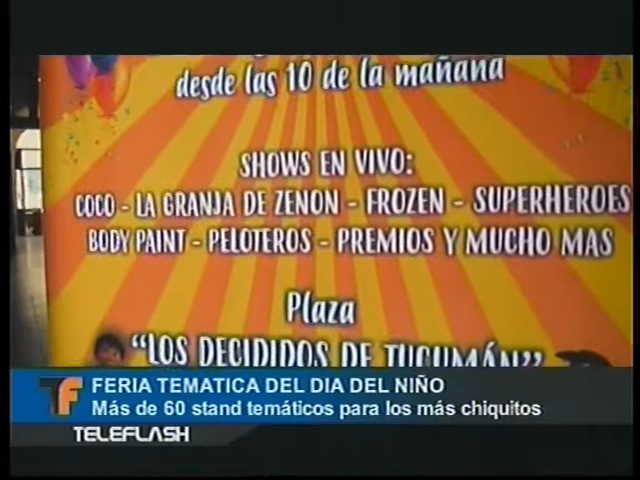 desde las 10 de la mañana
SHOWS EN VIVO:
COCO - LA GRANJA DE ZENON - FROZEN - SUPERHEROES
BODY PAINT - PELOTEROS - PREMIOS Y MUCHO MAS
Plaza
"LOS DECIDIDOS DE TUCUMÁN"
TF
FERIA TEMATICA DEL DIA DEL NIÑO
Más de 60 stand temáticos para los más chiquitos
TELEFLASH